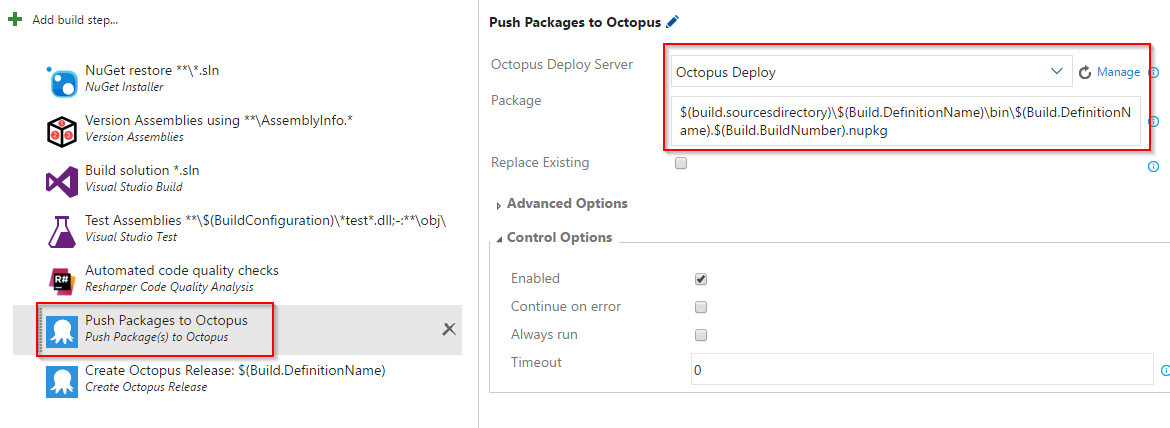 Add build step...
NuGet restore **\*.sln
NuGet Installer
Version Assemblies using **\AssemblyInfo.*
Version Assemblies
Build solution *.sln
Visual Studio Build
Test Assemblies **\$(BuildConfiguration)\*test*.dll;-:**\obj\
Visual Studio Test
Automated code quality checks
R#
Resharper Code Quality Analysis
Push Packages to Octopus
Push Package(s) to Octopus
Create Octopus Release: $(Build.DefinitionName)
Create Octopus Release
Push Packages to Octopus
Octopus Deploy Server
Octopus Deploy
Manage
Package
$(build.sourcesdirectory)\$(Build.DefinitionName)\bin\$(Build.DefinitionN
ame).$(Build.BuildNumber).nupkg
Replace Existing
Advanced Options
Control Options
Enabled
Continue on error
Always run
Timeout
0